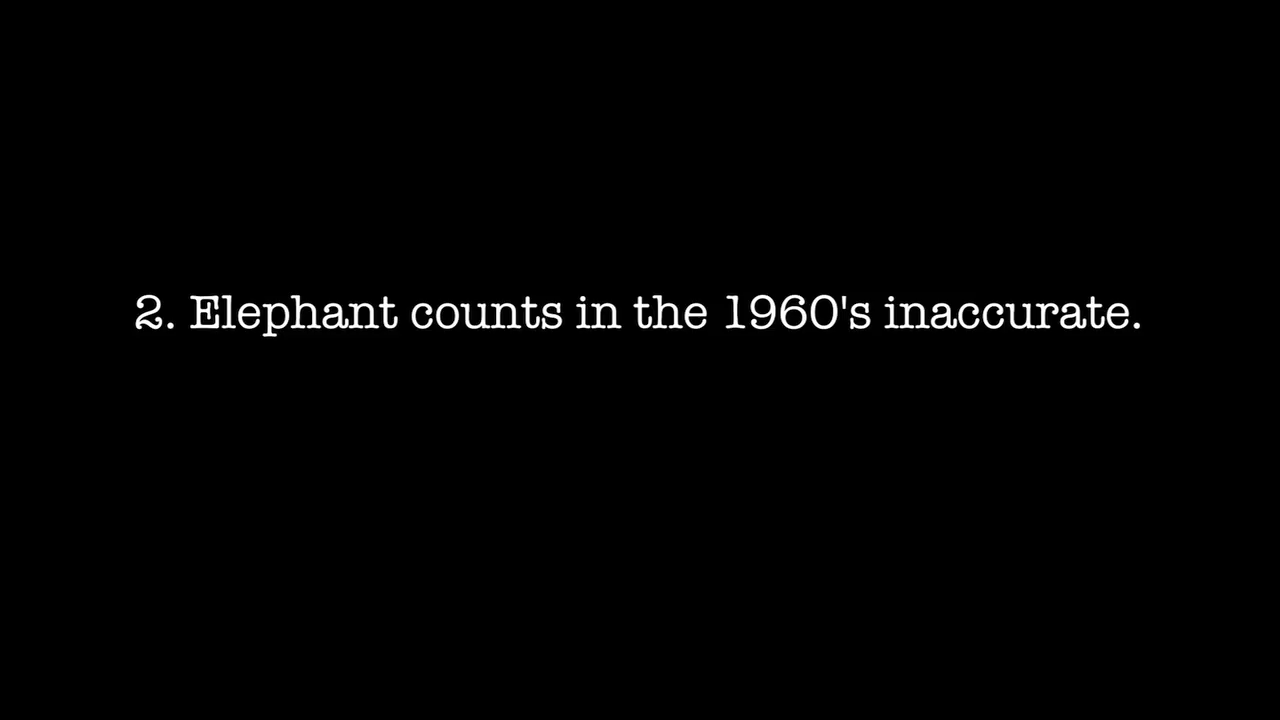 2. Elephant counts in the 1960's inaccurate.